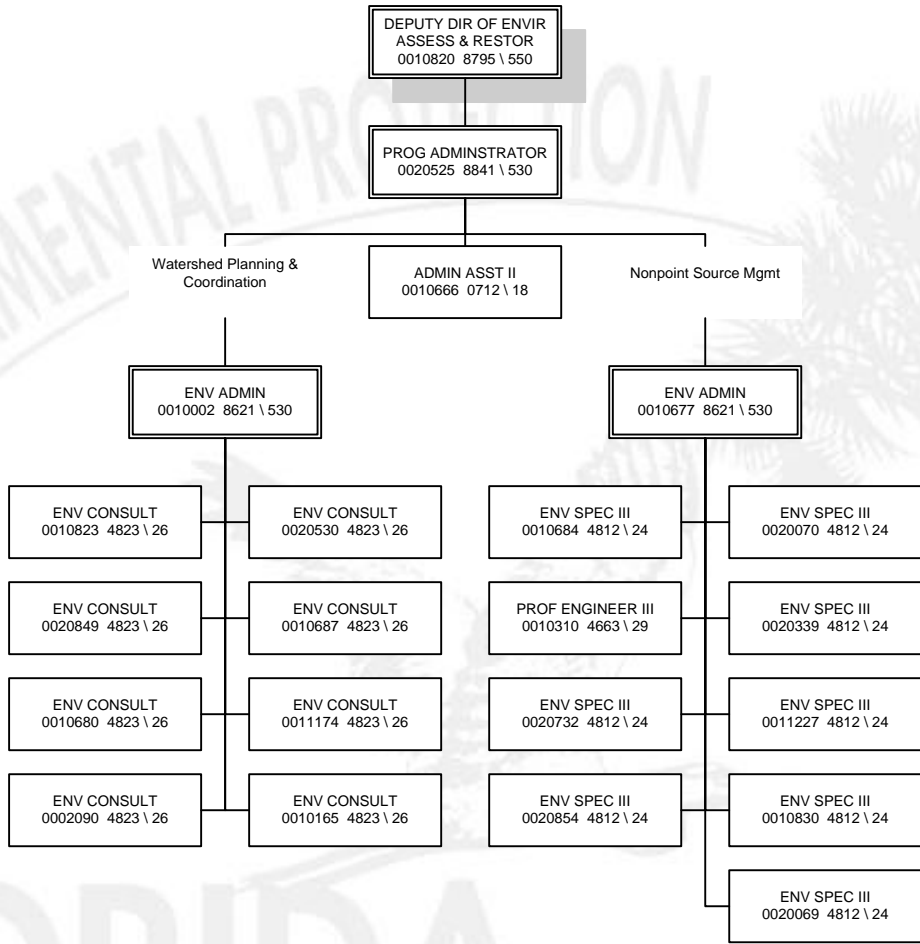 DEPUTY DIR OF ENVIR
ASSESS & RESTOR
0010820 8795 \ 550
PROG ADMINSTRATOR
0020525 8841 \ 530
Watershed Planning &
Coordination
ADMIN ASST II
0010666 0712 \ 18
Nonpoint Source Mgmt
ENV ADMIN
0010002 8621 \ 530
ENV ADMIN
0010677 8621 \ 530
ENV CONSULT
0010823 4823 \ 26
ENV CONSULT
0020530 4823 \ 26
ENV SPEC III
0010684 4812 \ 24
ENV SPEC III
0020070 4812 \ 24
ENV CONSULT
0020849 4823 \ 26
ENV CONSULT
0010687 4823 \ 26
PROF ENGINEER III
0010310 4663 \ 29
ENV SPEC III
0020339 4812 \ 24
ENV CONSULT
0010680 4823 \ 26
ENV CONSULT
0011174 4823 \ 26
ENV SPEC III
0020732 4812 \ 24
ENV SPEC III
0011227 4812 \ 24
ENV CONSULT
0002090 4823 \ 26
ENV CONSULT
0010165 4823 \ 26
ENV SPEC III
0020854 4812 \ 24
ENV SPEC III
0010830 4812 \ 24
ENV SPEC III
0020069 4812 \ 24